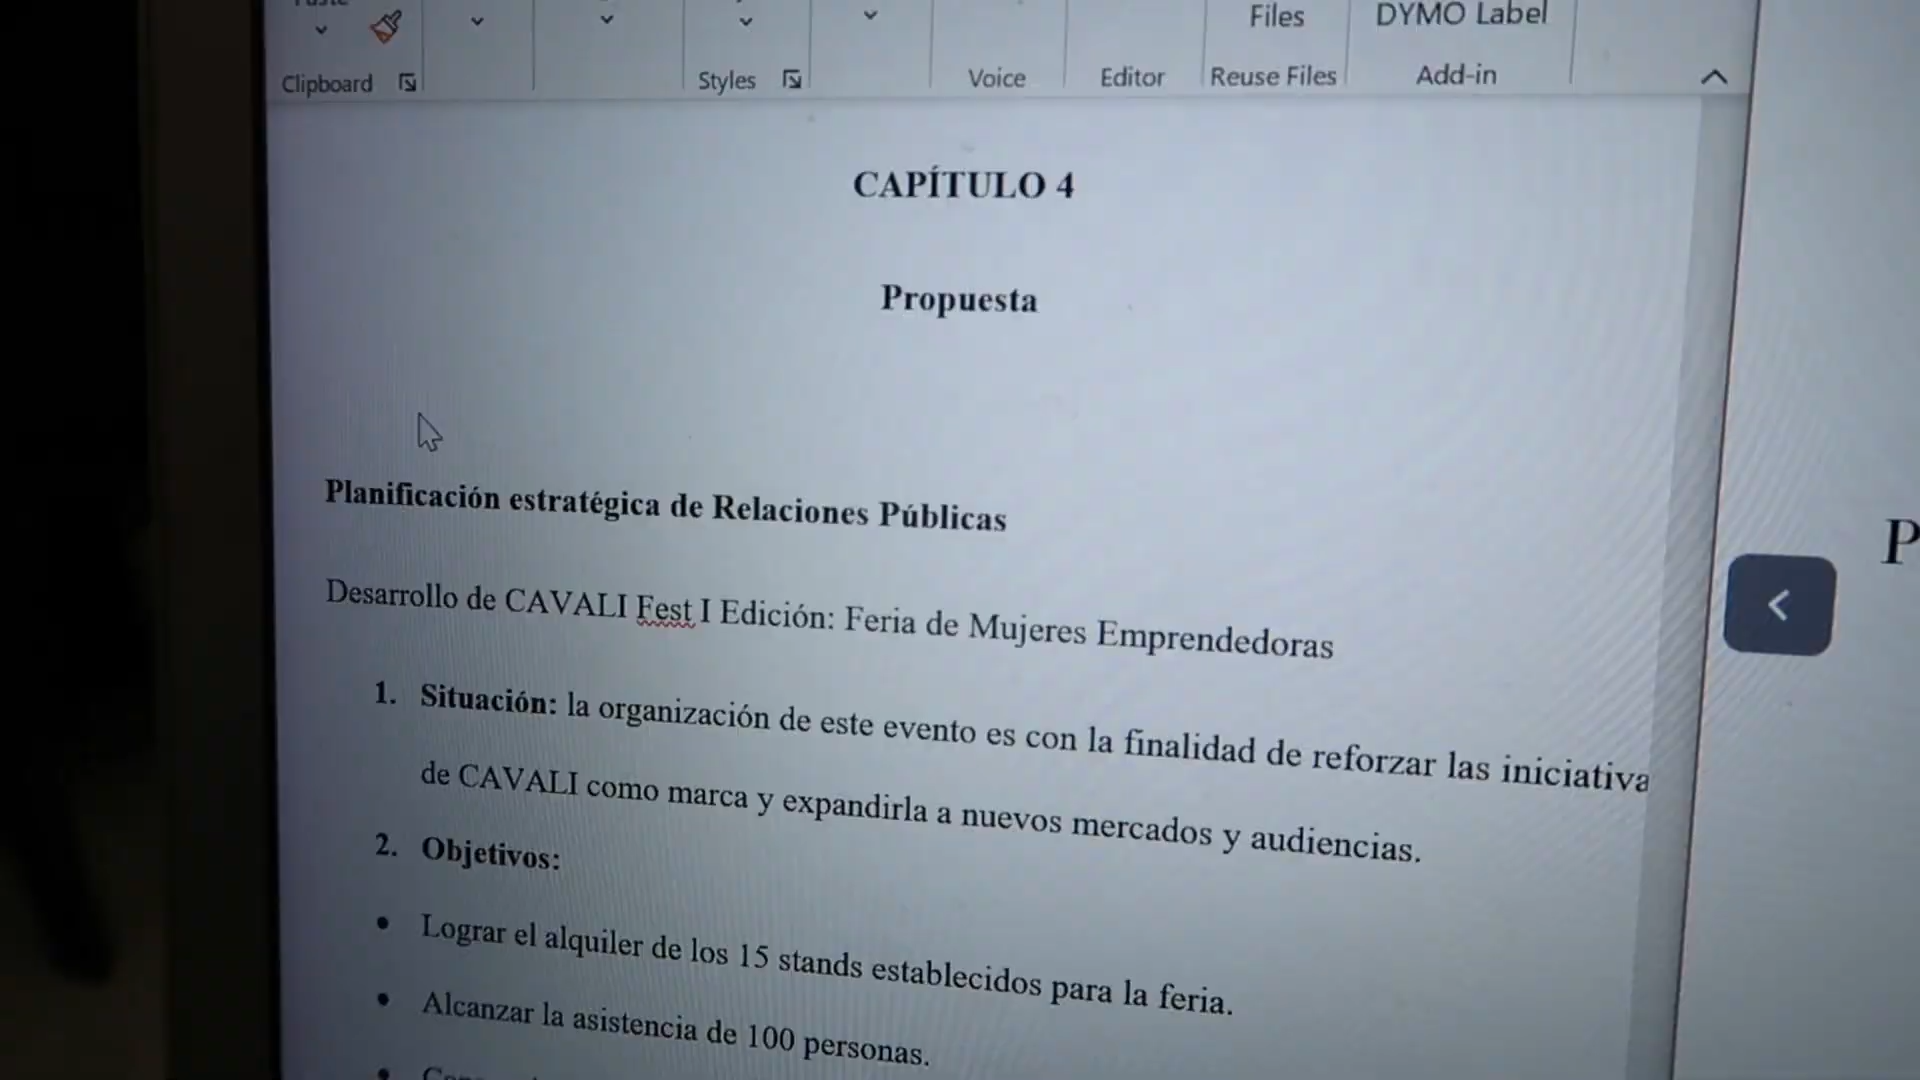 Files
DYMO Label
Clipboard
Styles
Voice
Editor
Reuse Files
Add-in
CAPÍTULO 4
Propuesta
Planificación estratégica de Relaciones Públicas
Desarrollo de CAVALI Fest I Edición: Feria de Mujeres Emprendedoras
1. Situación: la organización de este evento es con la finalidad de reforzar las iniciativa
de CAVALI como marca y expandirla a nuevos mercados y audiencias.
2. Objetivos:
• Lograr el alquiler de los 15 stands establecidos para la feria.
• Alcanzar la asistencia de 100 personas.
P